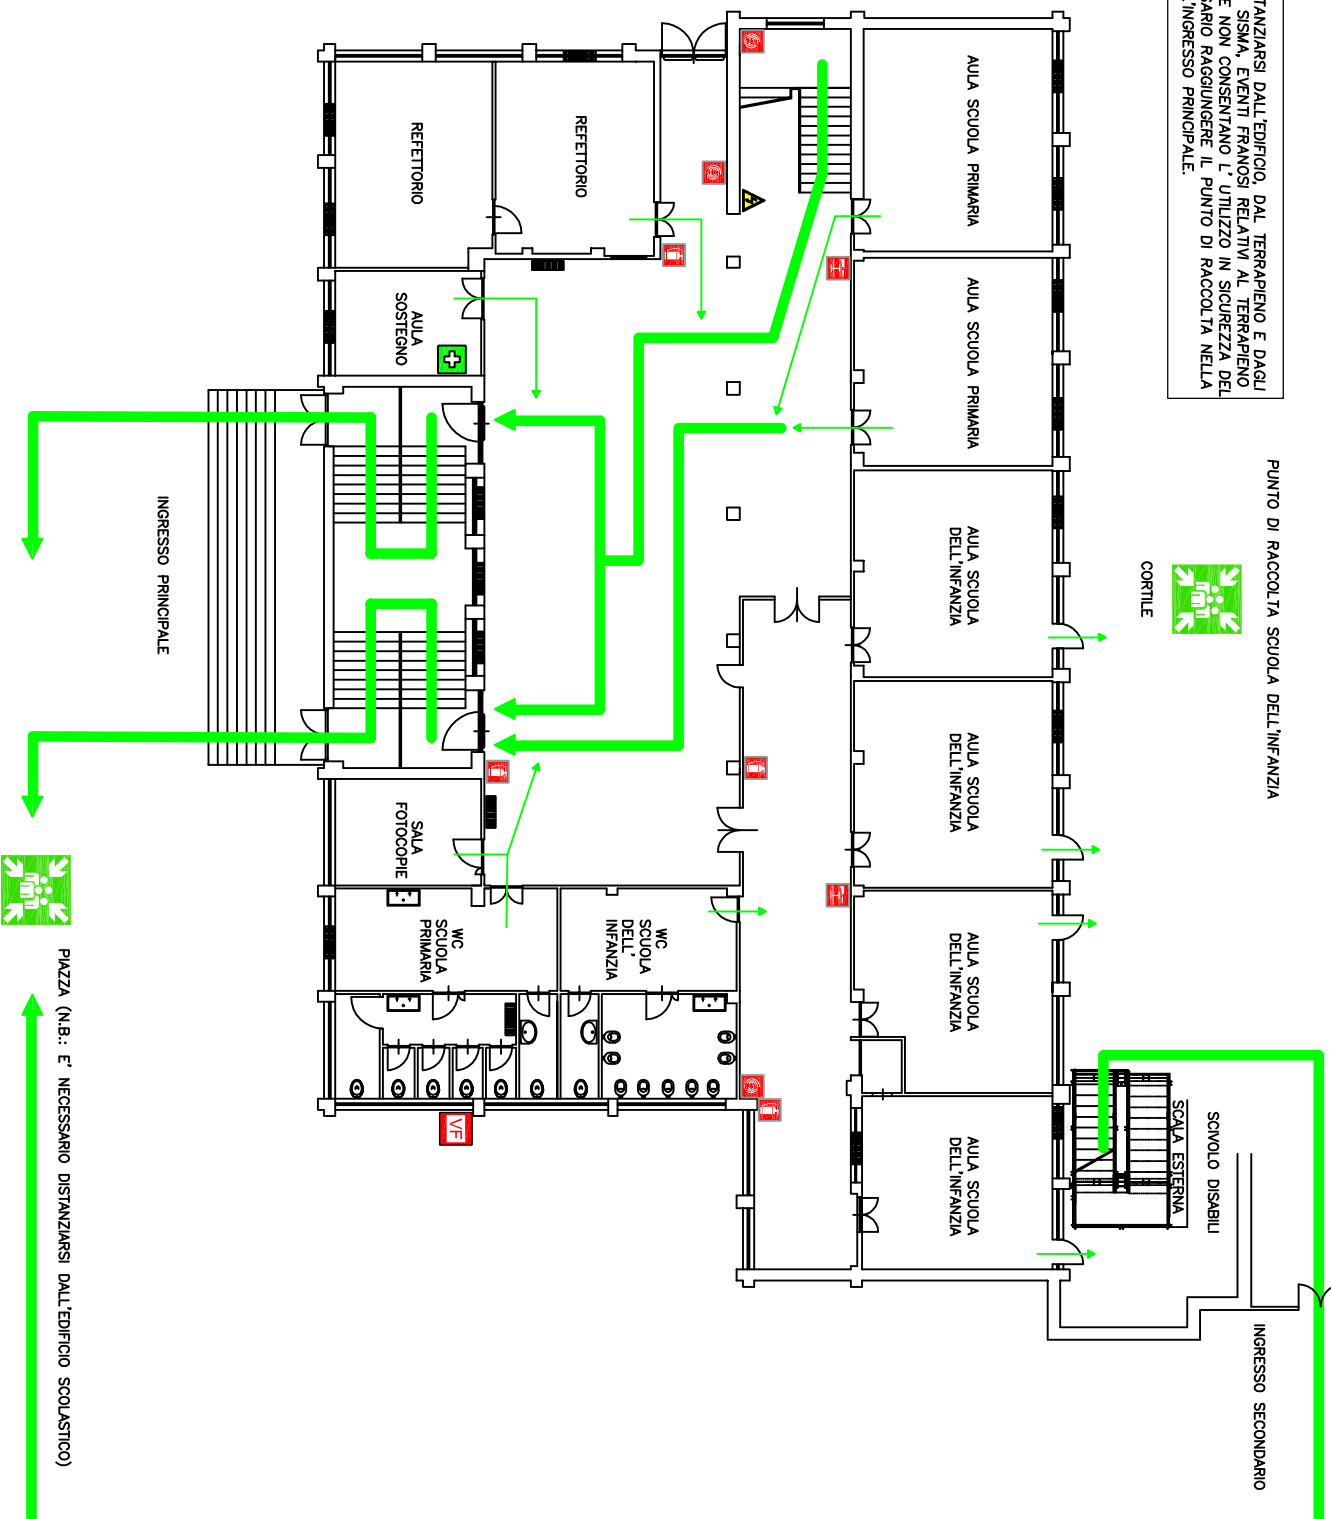 TANZIARSI DALL'EDIFICIO, DAL TERRAPIENO E DAGLI
SISMA, EVENTI FRANOSI RELATIVI AL TERRAPIENO
E NON CONSENTANO L' UTILIZZO IN SICUREZZA DEL
SARIO RAGGIUNGERE IL PUNTO DI RACCOLTA NELLA
L'INGRESSO PRINCIPALE.
PUNTO DI RACCOLTA SCUOLA DELL'INFANZIA
CORTILE
INGRESSO SECONDARIO
SCIVOLO DISABILI
SCALA ESTERNA
AULA SCUOLA PRIMARIA
AULA SCUOLA PRIMARIA
AULA SCUOLA
DELL'INFANZIA
AULA SCUOLA
DELL'INFANZIA
AULA SCUOLA
DELL'INFANZIA
AULA SCUOLA
DELL'INFANZIA
REFETTORIO
REFETTORIO
AULA
SOSTEGNO
SALA
FOTOCOPIE
WC
SCUOLA
DELL'
INFANZIA
WC
SCUOLA
PRIMARIA
VF
INGRESSO PRINCIPALE
PIAZZA (N.B.: E' NECESSARIO DISTANZIARSI DALL'EDIFICIO SCOLASTICO)